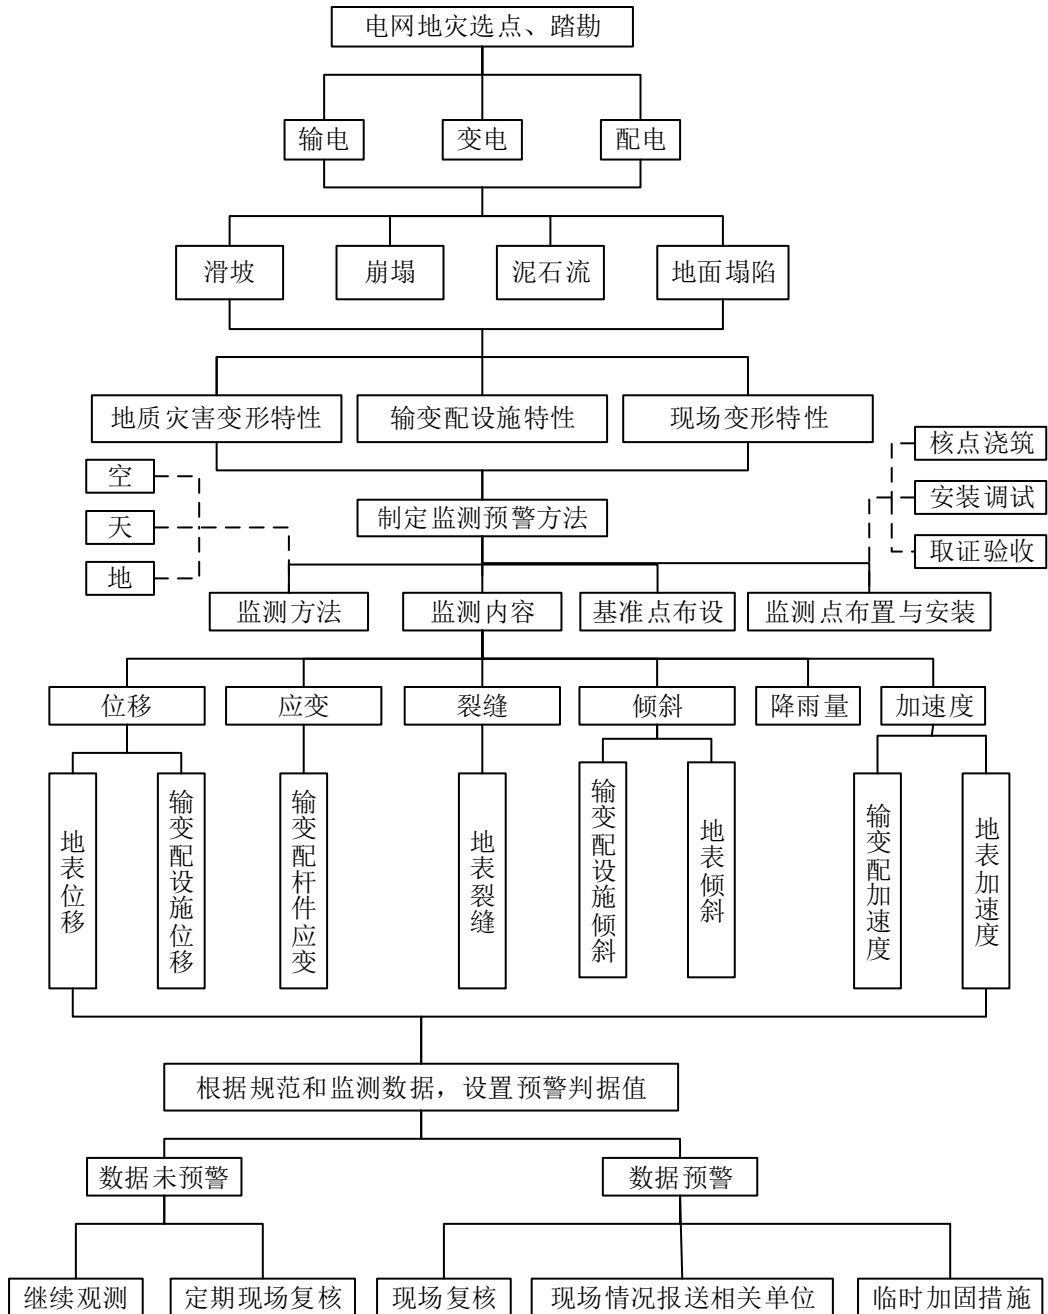 电网地灾选点、踏勘
输电
变电
配电
滑坡
崩塌
泥石流
地面塌陷
地质灾害变形特性
输变配设施特性
现场变形特性
核点浇筑
空
安装调试
天
制定监测预警方法
取证验收
地
监测方法
监测内容
基准点布设
监测点布置与安装
位移
应变
裂缝
倾斜
降雨量
加速度
地表位移
输变配设施位移
输变配杆件应变
地表裂缝
输变配设施倾斜
地表倾斜
输变配加速度
地表加速度
根据规范和监测数据，设置预警判据值
数据未预警
数据预警
继续观测
定期现场复核
现场复核
现场情况报送相关单位
临时加固措施